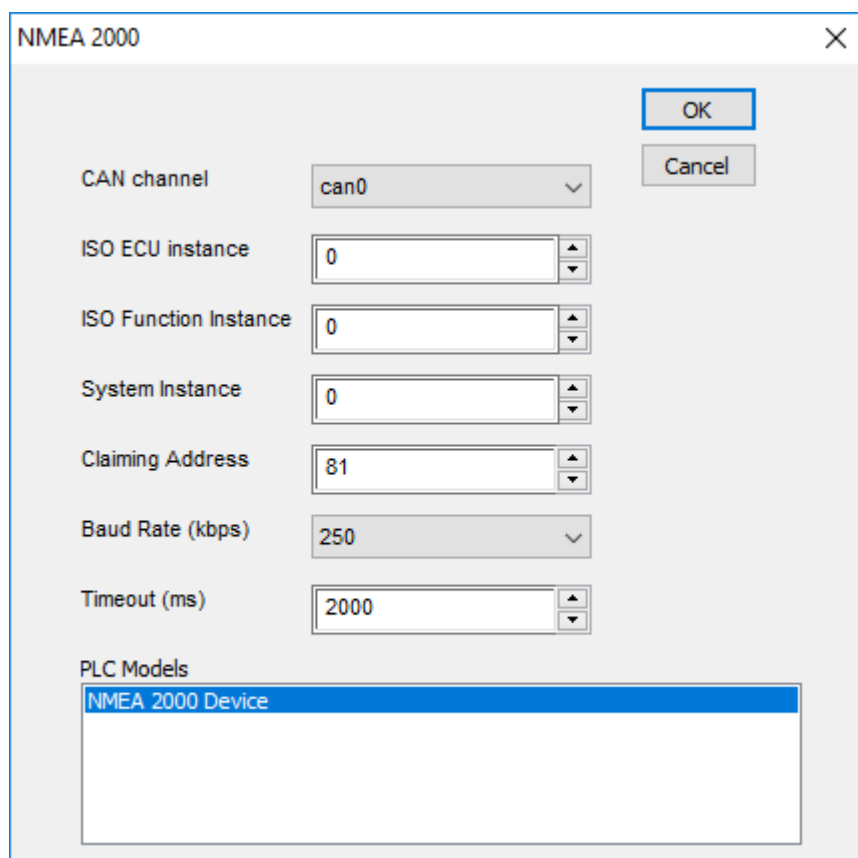 NMEA 2000
OK
Cancel
CAN channel can0
ISO ECU instance 0
ISO Function Instance 0
System Instance 0
Claiming Address 81
Baud Rate (kbps) 250
Timeout (ms) 2000
PLC Models
NMEA 2000 Device